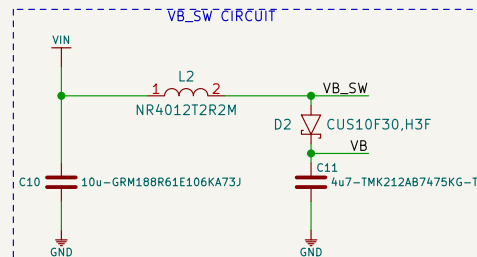 VB_SW CIRCUIT
VIN
L2
1 2
NR4012T2R2M
VB_SW
D2 CUS10F30,H3F
VB
C10 10u-GRM188R61E106KA73J
C11
4u7-TMK212AB7475KG-T
GND GND